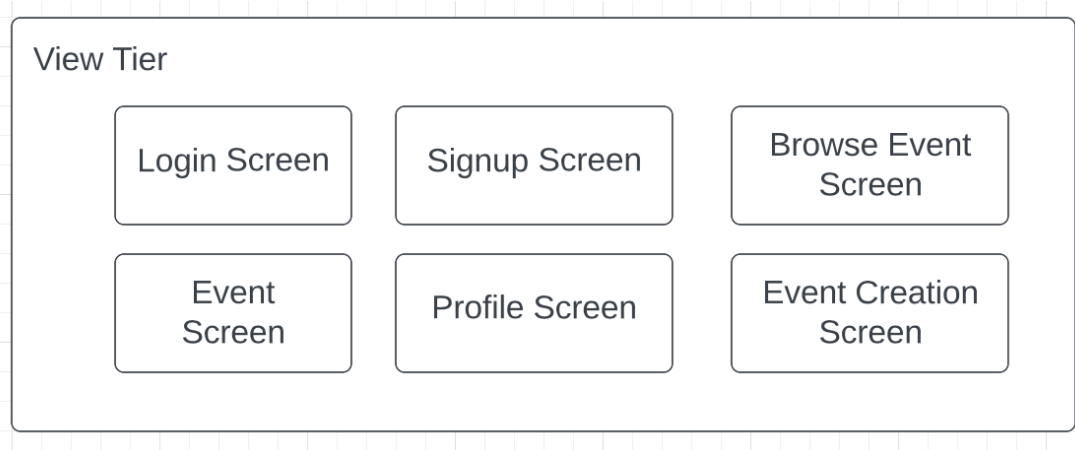 View Tier
Login Screen
Signup Screen
Browse Event
Screen
Event
Screen
Profile Screen
Event Creation
Screen